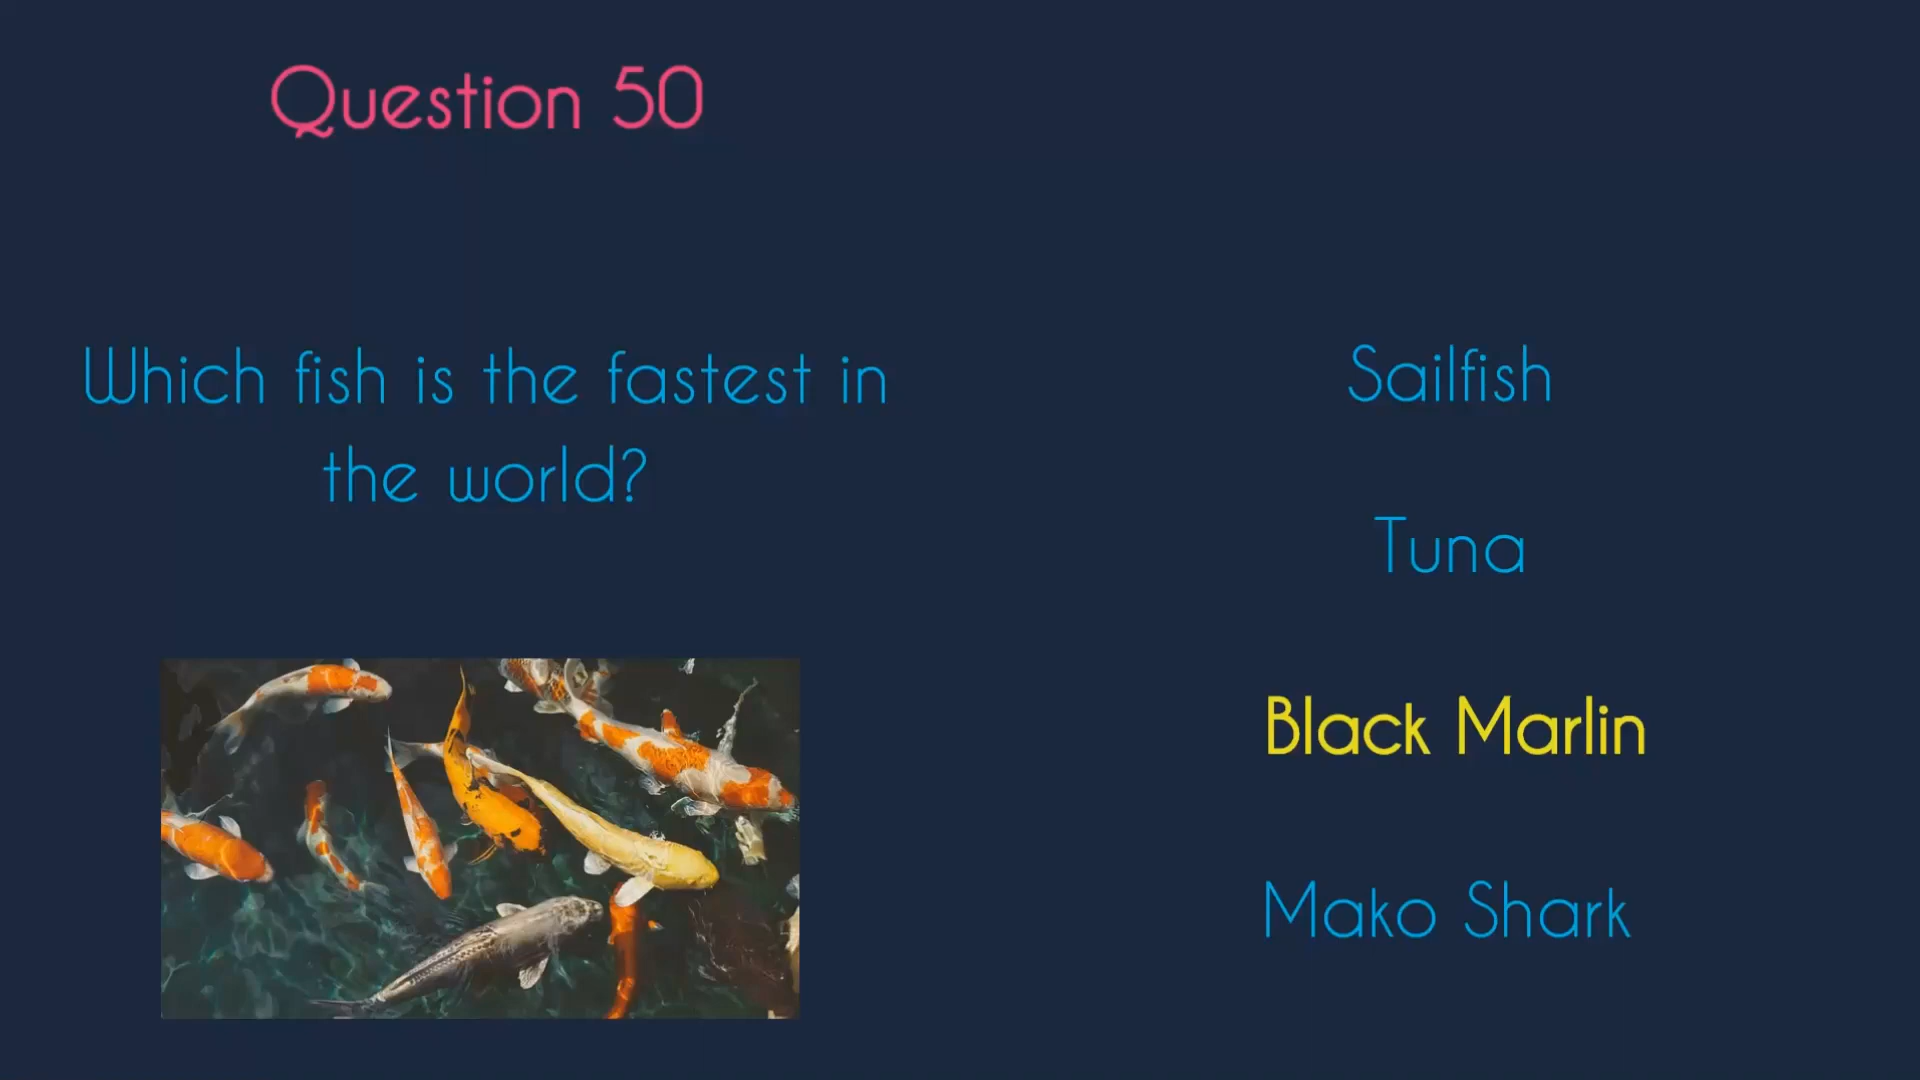 Question 50
Which fish is the fastest in
the world?
Sailfish
Tuna
Black Marlin
Mako Shark